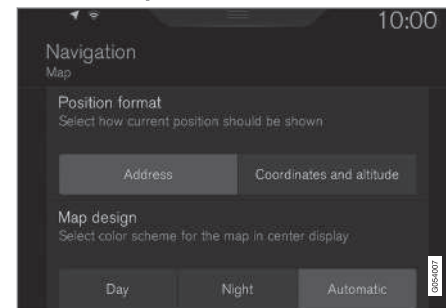 10:00
Navigation
Map
Position format
Select how current position should be shown
Address
Coordinates and altitude
Map design
Select color scheme for the map in center display
Day
Night
Automatic
G054007